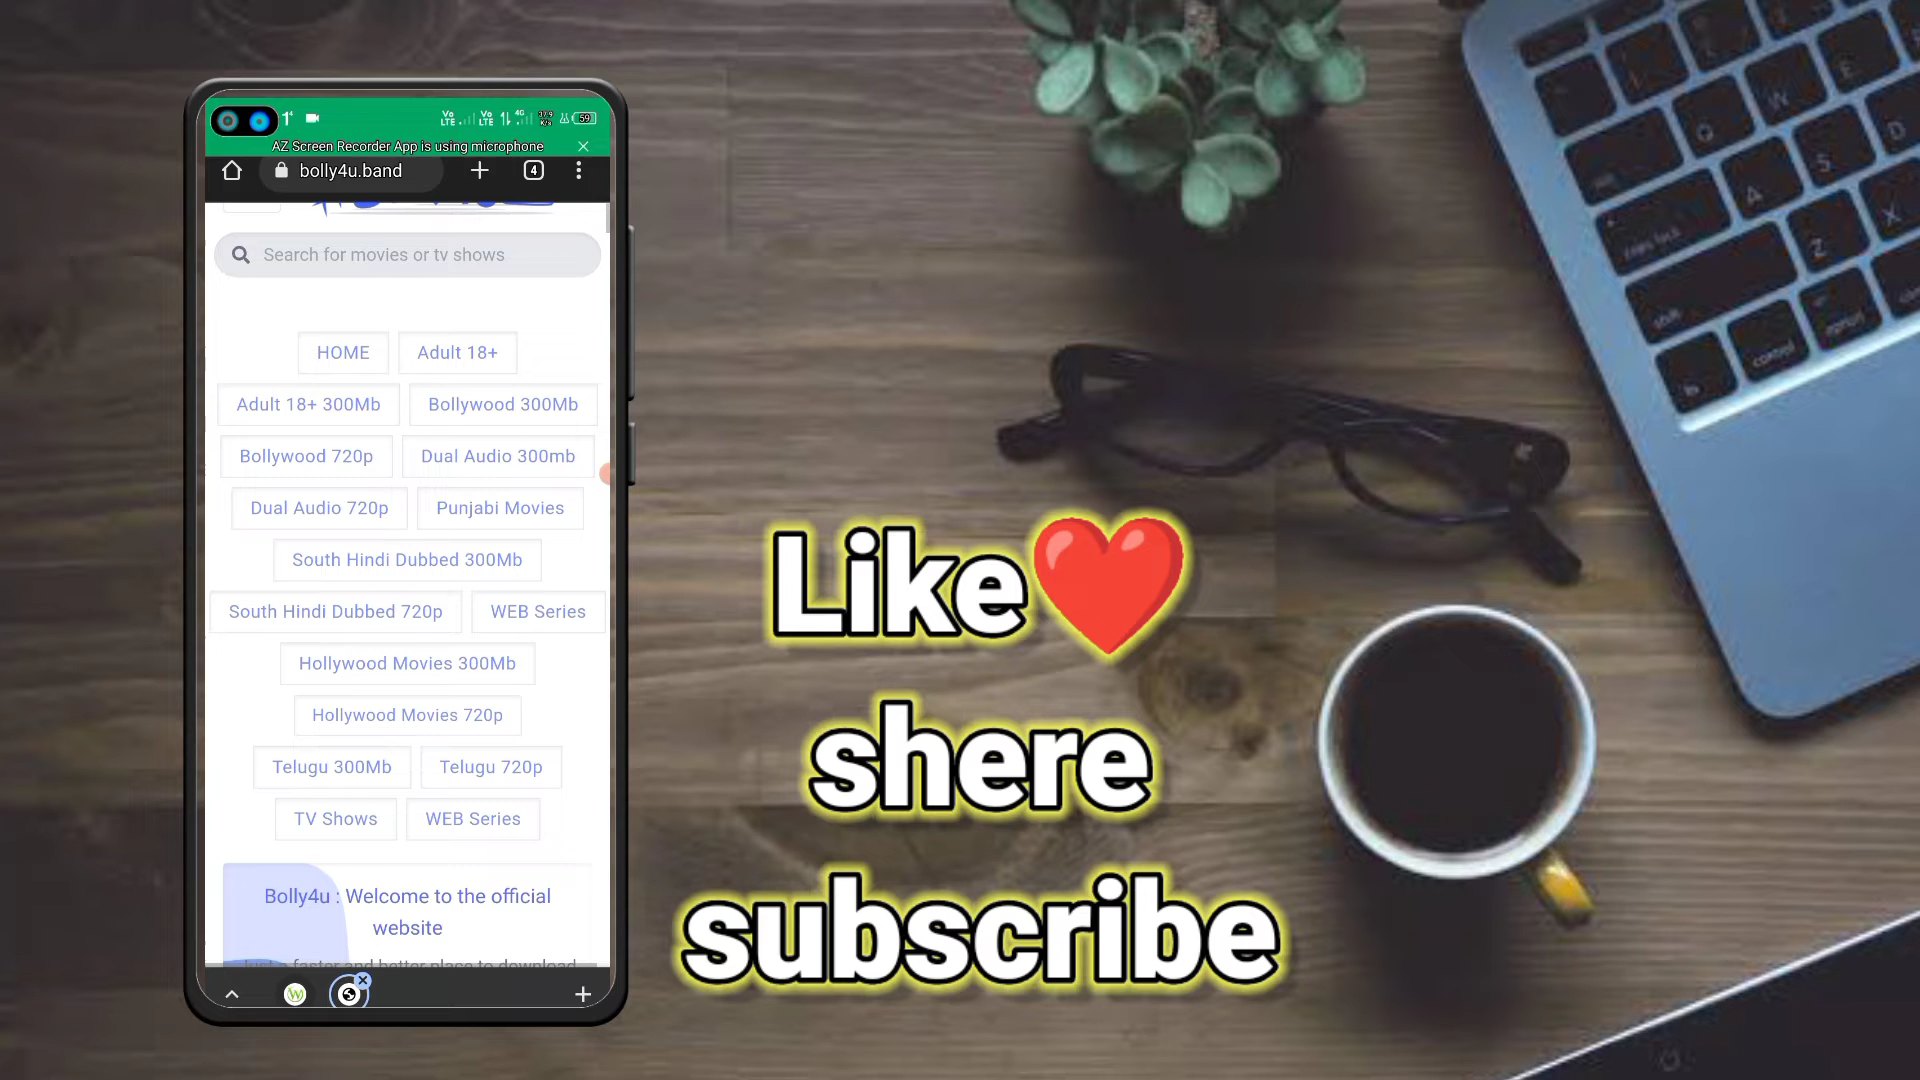 59
AZ Screen Recorder App is using microphone
bolly4u.band
4
Search for movies or tv shows
HOME
Adult 18+
Adult 18+ 300Mb
Bollywood 300Mb
Bollywood 720p
Dual Audio 300mb
Dual Audio 720p
Punjabi Movies
South Hindi Dubbed 300Mb
South Hindi Dubbed 720p
WEB Series
Hollywood Movies 300Mb
Hollywood Movies 720p
Telugu 300Mb
Telugu 720p
TV Shows
WEB Series
Bolly4u : Welcome to the official
website
Like❤️
shere
subscribe